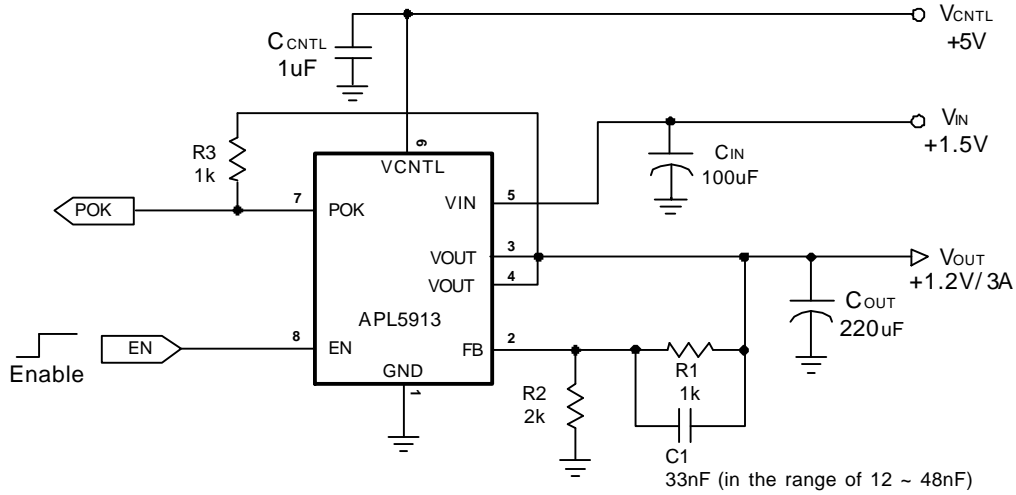 VCNTL
+5V
CCNTL
1uF
VIN
+1.5V
CIN
100uF
R3
1k
6
VCNTL
7
POK
POK
5
VIN
3
VOUT
4
VOUT
VOUT
+1.2V/3A
COUT
220uF
APL5913
8
EN
EN
Enable
2
FB
GND
1
R1
1k
R2
2k
C1
33nF (in the range of 12 ~ 48nF)